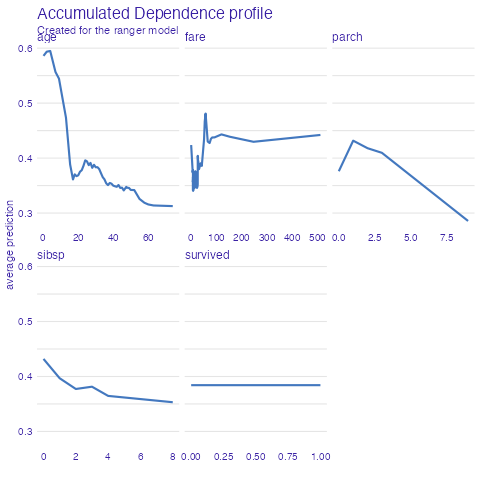 Accumulated Dependence profile
Created for the ranger model
age fare parch
0.6
0.5
0.4
0.3
0 20 40 60 0 100 200 300 400 500 0.0 2.5 5.0 7.5
average prediction
sibsp survived
0.6
0.5
0.4
0.3
0 2 4 6 8 0.00 0.25 0.50 0.75 1.00